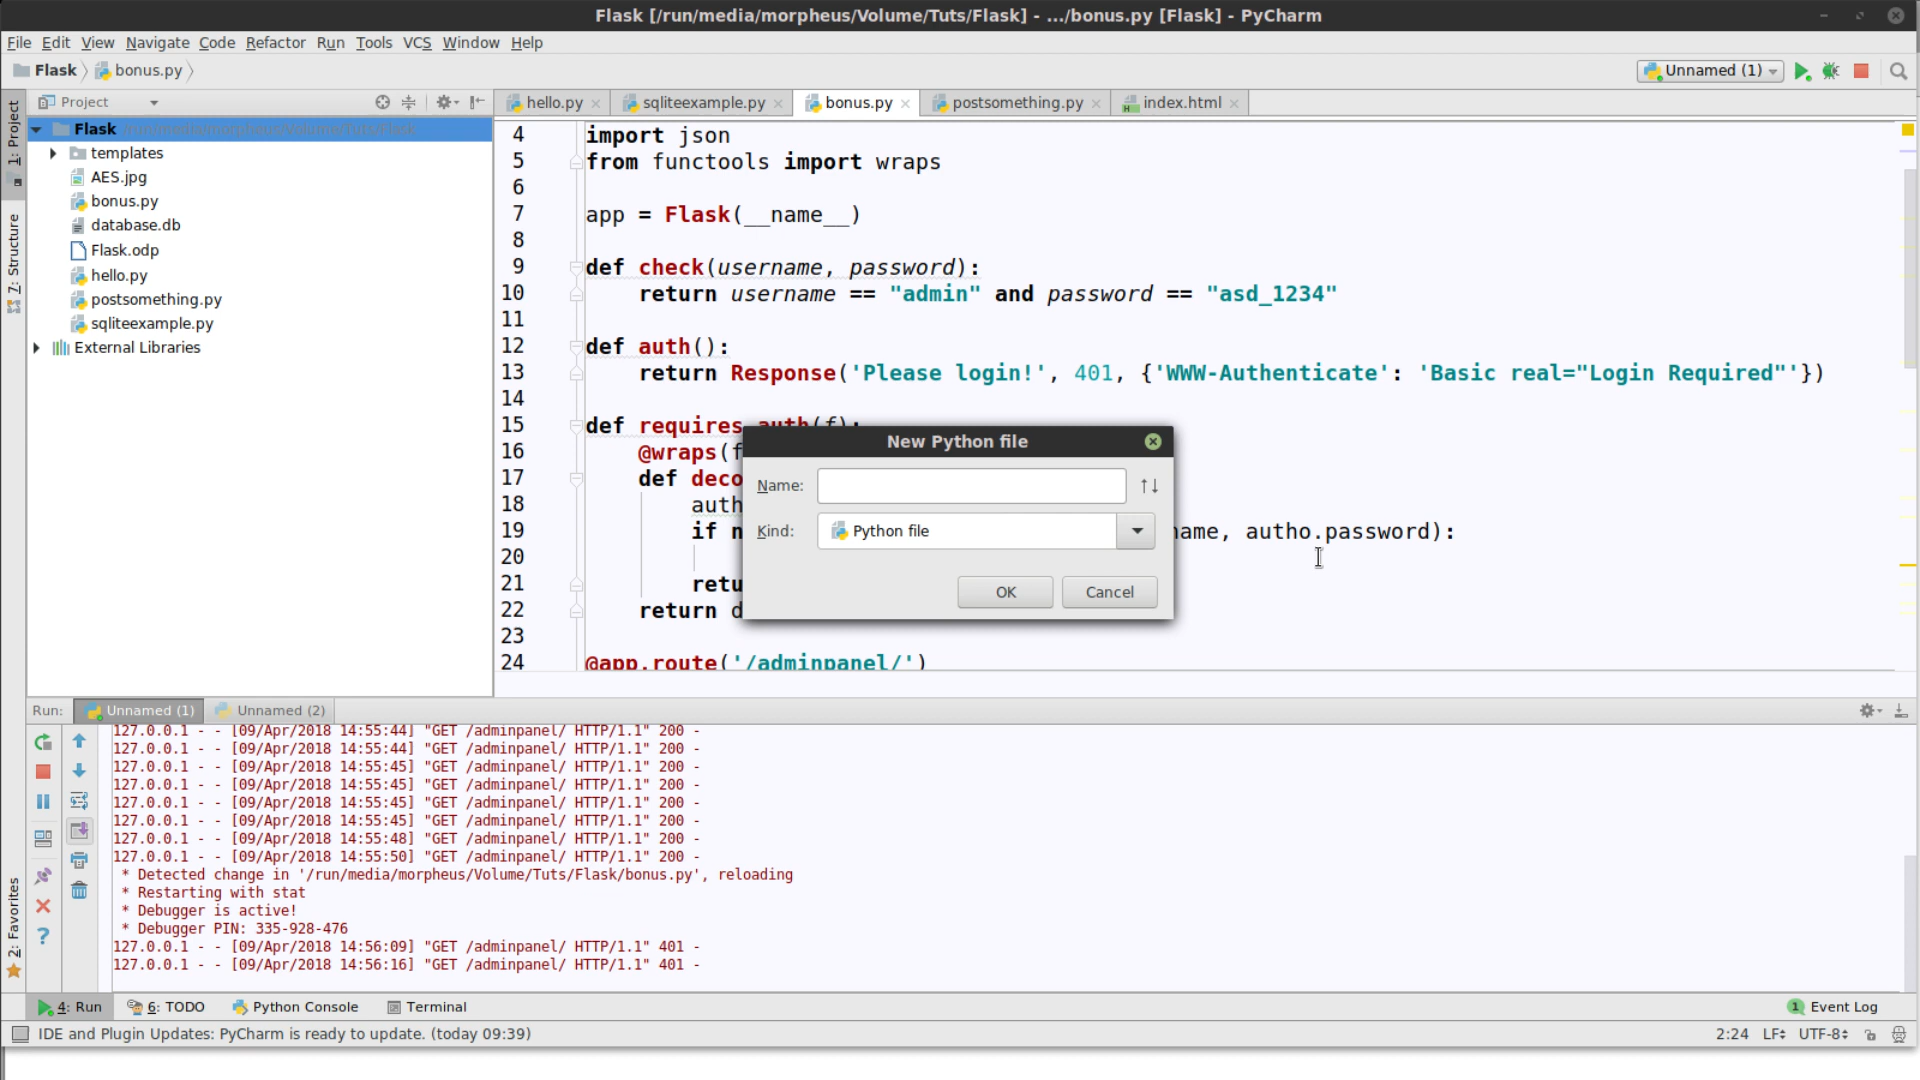 Flask [/run/media/morpheus/Volume/Tuts/Flask] - .../bonus.py [Flask] - PyCharm
File Edit View Navigate Code Refactor Run Tools VCS Window Help
Flask bonus.py Unnamed (1)
Project hello.py sqliteexample.py bonus.py postsomething.py index.html
1: Project
7: Structure
2: Favorites
Flask /run/media/morpheus/Volume/Tuts/Flask
templates
AES.jpg
bonus.py
database.db
Flask.odp
hello.py
postsomething.py
sqliteexample.py
External Libraries
4 import json
5 from functools import wraps
6
7 app = Flask(__name__)
8
9 def check(username, password):
10 return username == "admin" and password == "asd_1234"
11
12 def auth():
13 return Response('Please login!', 401, {'WWW-Authenticate': 'Basic real="Login Required"'})
14
15 def requires_auth(f):
16 @wraps(f
17 def deco
18 auth
19 if n ame, autho.password):
20
21 retu
22 return d
23
24 @app.route('/adminpanel/')
New Python file
Name:
Kind: Python file
OK Cancel
Run: Unnamed (1) Unnamed (2)
127.0.0.1 - - [09/Apr/2018 14:55:44] "GET /adminpanel/ HTTP/1.1" 200 -
127.0.0.1 - - [09/Apr/2018 14:55:44] "GET /adminpanel/ HTTP/1.1" 200 -
127.0.0.1 - - [09/Apr/2018 14:55:45] "GET /adminpanel/ HTTP/1.1" 200 -
127.0.0.1 - - [09/Apr/2018 14:55:45] "GET /adminpanel/ HTTP/1.1" 200 -
127.0.0.1 - - [09/Apr/2018 14:55:45] "GET /adminpanel/ HTTP/1.1" 200 -
127.0.0.1 - - [09/Apr/2018 14:55:45] "GET /adminpanel/ HTTP/1.1" 200 -
127.0.0.1 - - [09/Apr/2018 14:55:48] "GET /adminpanel/ HTTP/1.1" 200 -
127.0.0.1 - - [09/Apr/2018 14:55:50] "GET /adminpanel/ HTTP/1.1" 200 -
* Detected change in '/run/media/morpheus/Volume/Tuts/Flask/bonus.py', reloading
* Restarting with stat
* Debugger is active!
* Debugger PIN: 335-928-476
127.0.0.1 - - [09/Apr/2018 14:56:09] "GET /adminpanel/ HTTP/1.1" 401 -
127.0.0.1 - - [09/Apr/2018 14:56:16] "GET /adminpanel/ HTTP/1.1" 401 -
4: Run 6: TODO Python Console Terminal 1 Event Log
IDE and Plugin Updates: PyCharm is ready to update. (today 09:39) 2:24 LF UTF-8